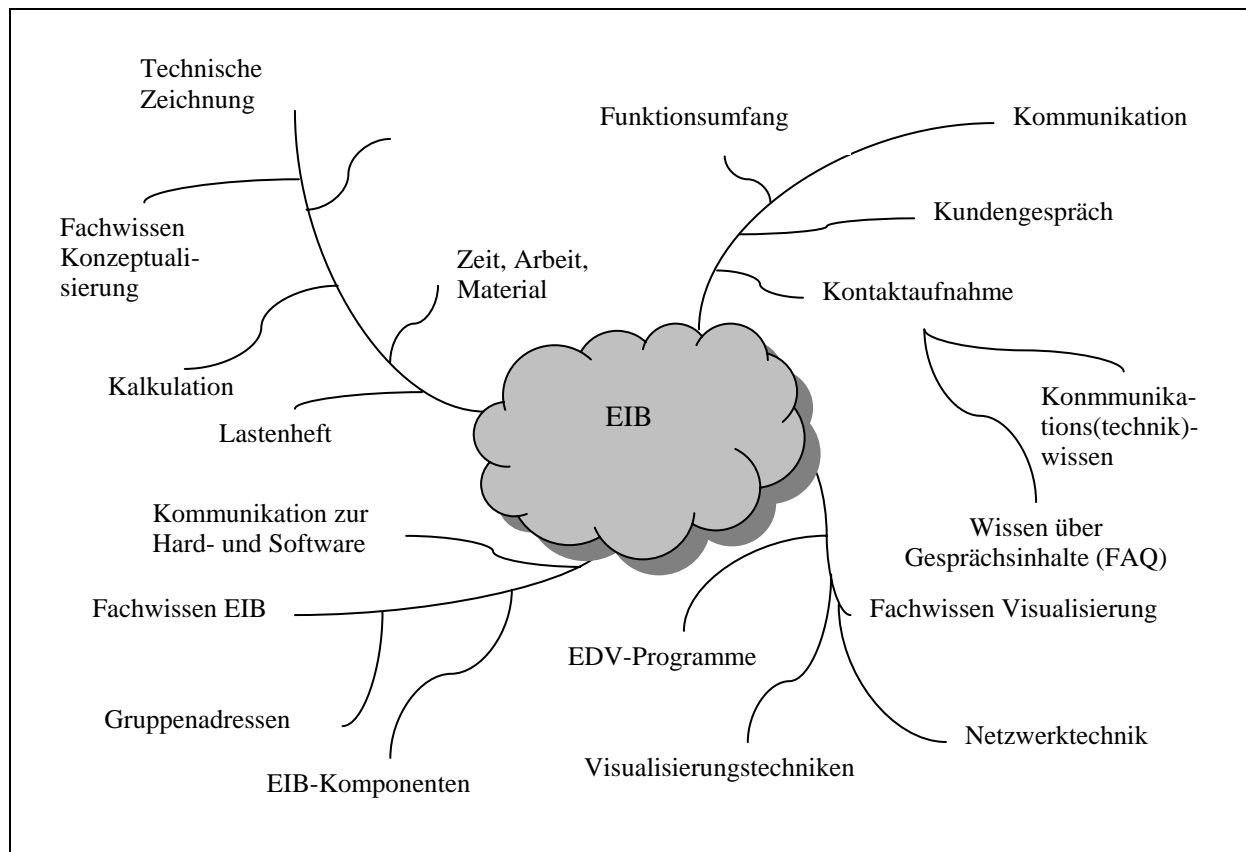 Technische
Zeichnung
Funktionsumfang
Kommunikation
Fachwissen
Konzeptuali-
sierung
Kundengespräch
Zeit, Arbeit,
Material
Kontaktaufnahme
Kalkulation
Lastenheft
EIB
Konmmunika-
tions(technik)-
wissen
Kommunikation zur
Hard- und Software
Wissen über
Gesprächsinhalte (FAQ)
Fachwissen EIB
Fachwissen Visualisierung
EDV-Programme
Gruppenadressen
Netzwerktechnik
EIB-Komponenten
Visualisierungstechniken